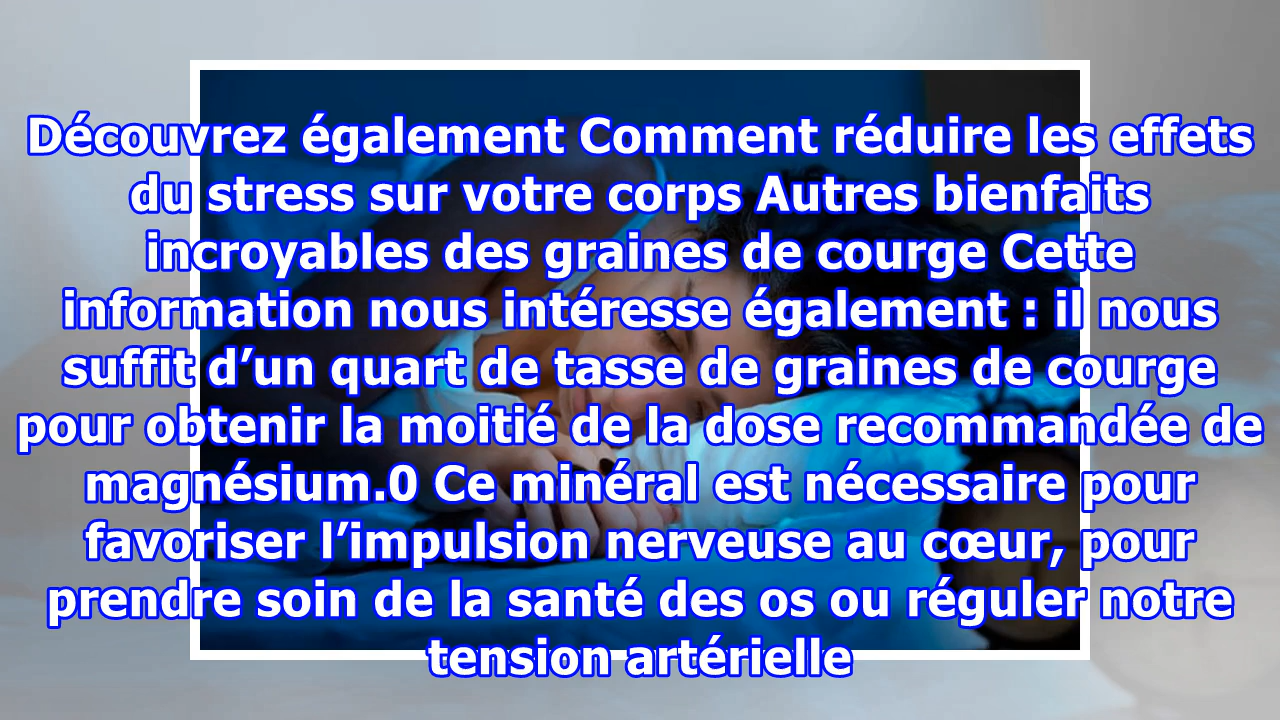 Découvrez également Comment réduire les effets
du stress sur votre corps Autres bienfaits
incroyables des graines de courge Cette
information nous intéresse également : il nous
suffit d’un quart de tasse de graines de courge
pour obtenir la moitié de la dose recommandée de
magnésium.0 Ce minéral est nécessaire pour
favoriser l’impulsion nerveuse au cœur, pour
prendre soin de la santé des os ou réguler notre
tension artérielle